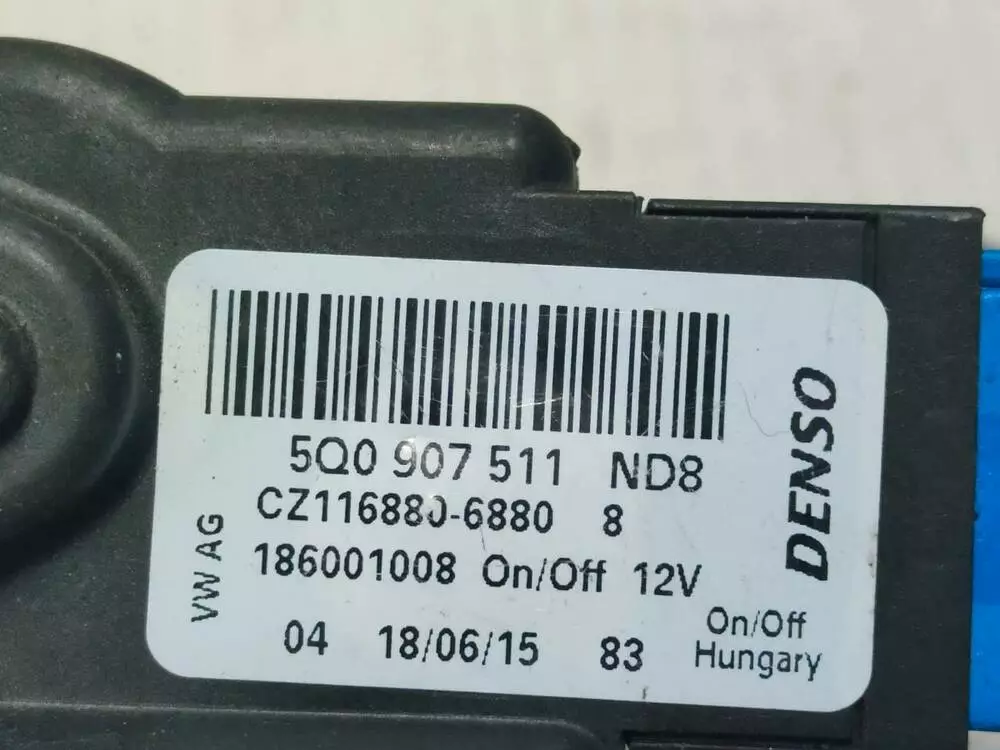 5Q0 907 511 ND8
CZ116880-6880 8
186001008 On/Off 12V
04 18/06/15 83
On/Off
Hungary
VW AG
DENSO